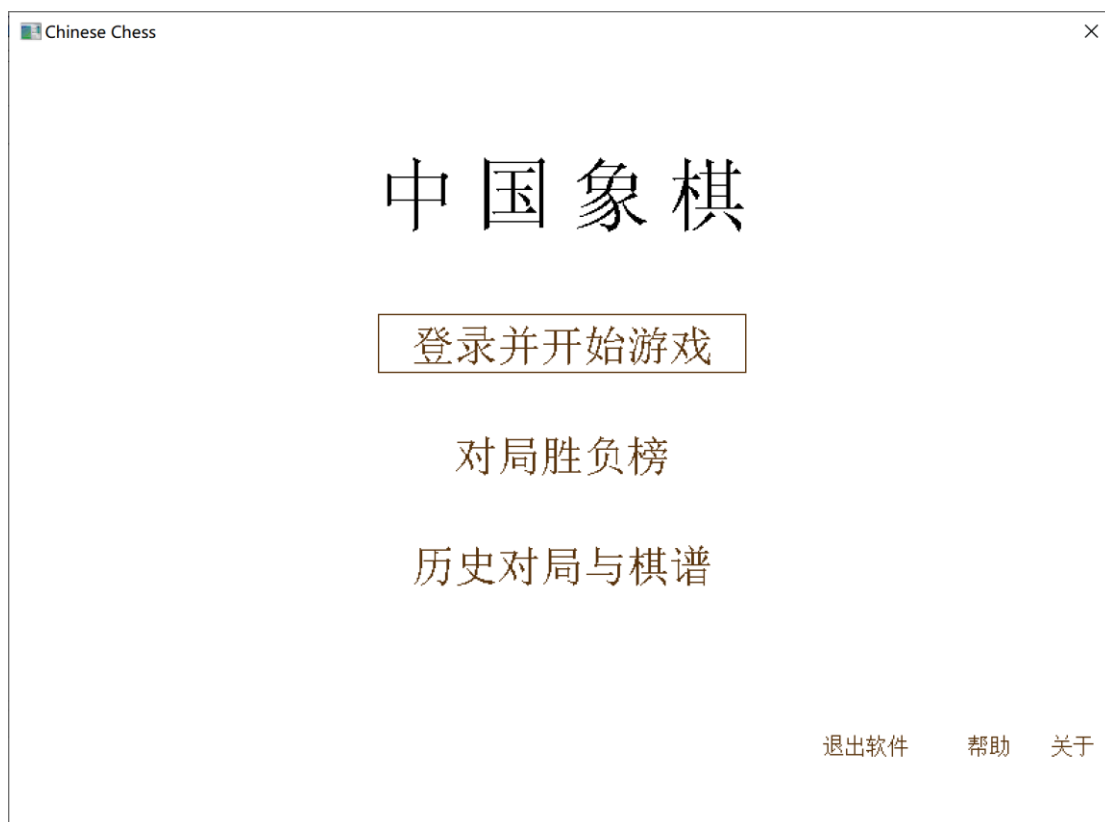 Chinese Chess
中国象棋
登录并开始游戏
对局胜负榜
历史对局与棋谱
退出软件 帮助 关于